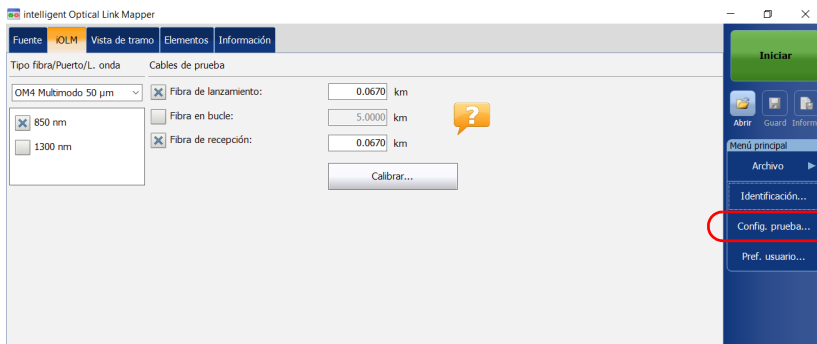 intelligent Optical Link Mapper
Fuente iOLM Vista de tramo Elementos Información
Tipo fibra/Puerto/L. onda Cables de prueba
OM4 Multimodo 50 µm
850 nm
1300 nm
Fibra de lanzamiento: 0.0670 km
Fibra en bucle: 5.0000 km
Fibra de recepción: 0.0670 km
?
Calibrar...
Iniciar
Abrir Guard Inform
Menú principal
Archivo
Identificación...
Config. prueba...
Pref. usuario...